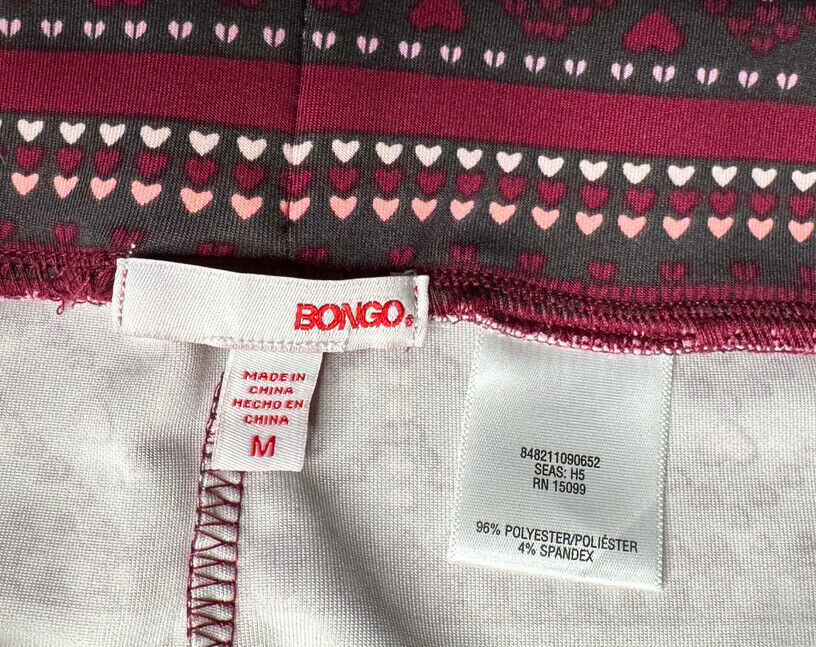 BONGO®
MADE IN
CHINA
HECHO EN
CHINA
M
848211090652
SEAS: H5
RN 15099
96% POLYESTER/POLIÉSTER
4% SPANDEX